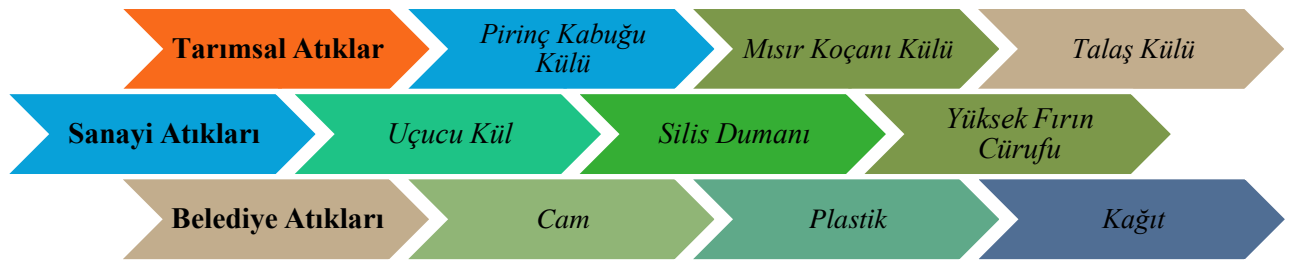 Tarımsal Atıklar
Pirinç Kabuğu
Külü
Mısır Koçanı Külü
Talaş Külü
Sanayi Atıkları
Uçucu Kül
Silis Dumanı
Yüksek Fırın
Cürufu
Belediye Atıkları
Cam
Plastik
Kağıt